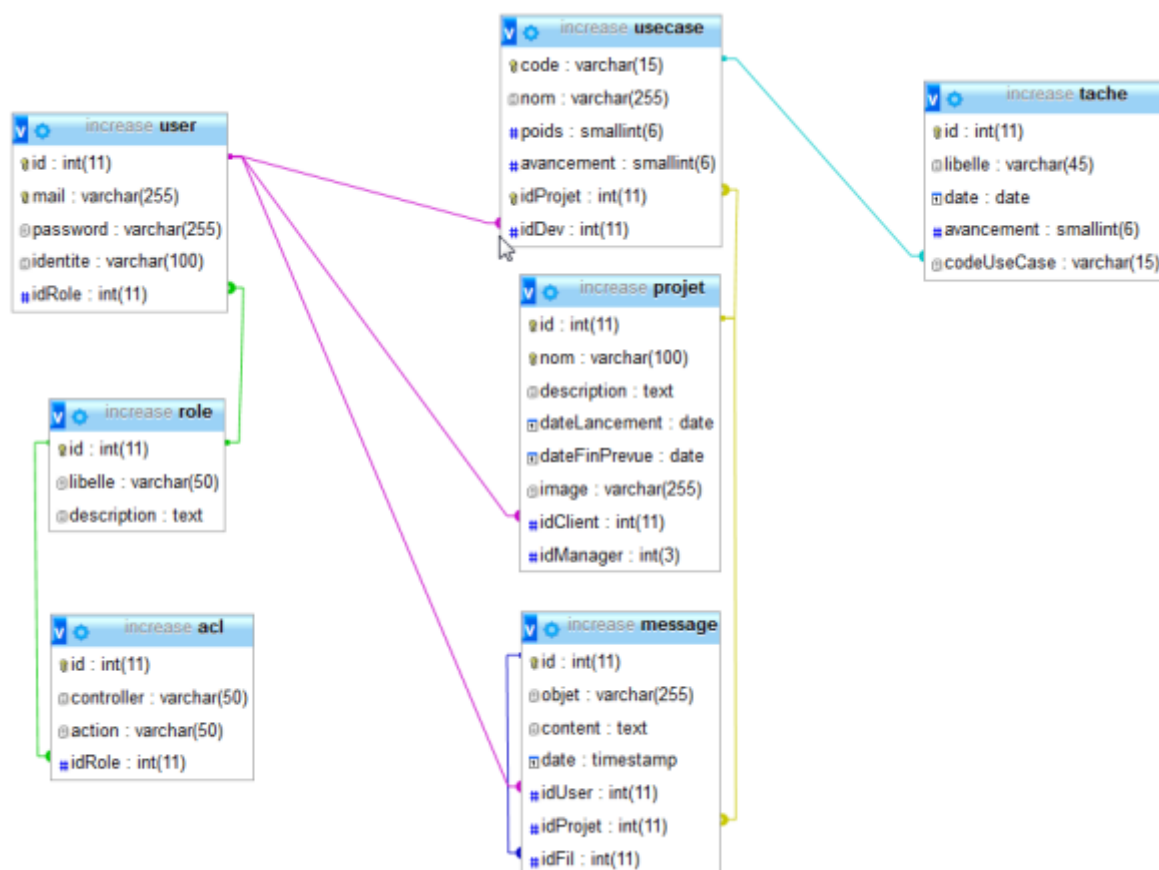 increase user
id : int(11)
mail : varchar(255)
password : varchar(255)
identite : varchar(100)
idRole : int(11)
increase role
id : int(11)
libelle : varchar(50)
description : text
increase acl
id : int(11)
controller : varchar(50)
action : varchar(50)
idRole : int(11)
increase usecase
code : varchar(15)
nom : varchar(255)
poids : smallint(6)
avancement : smallint(6)
idProjet : int(11)
idDev : int(11)
increase projet
id : int(11)
nom : varchar(100)
description : text
dateLancement : date
dateFinPrevue : date
image : varchar(255)
idClient : int(11)
idManager : int(3)
increase message
id : int(11)
objet : varchar(255)
content : text
date : timestamp
idUser : int(11)
idProjet : int(11)
idFil : int(11)
increase tache
id : int(11)
libelle : varchar(45)
date : date
avancement : smallint(6)
codeUseCase : varchar(15)